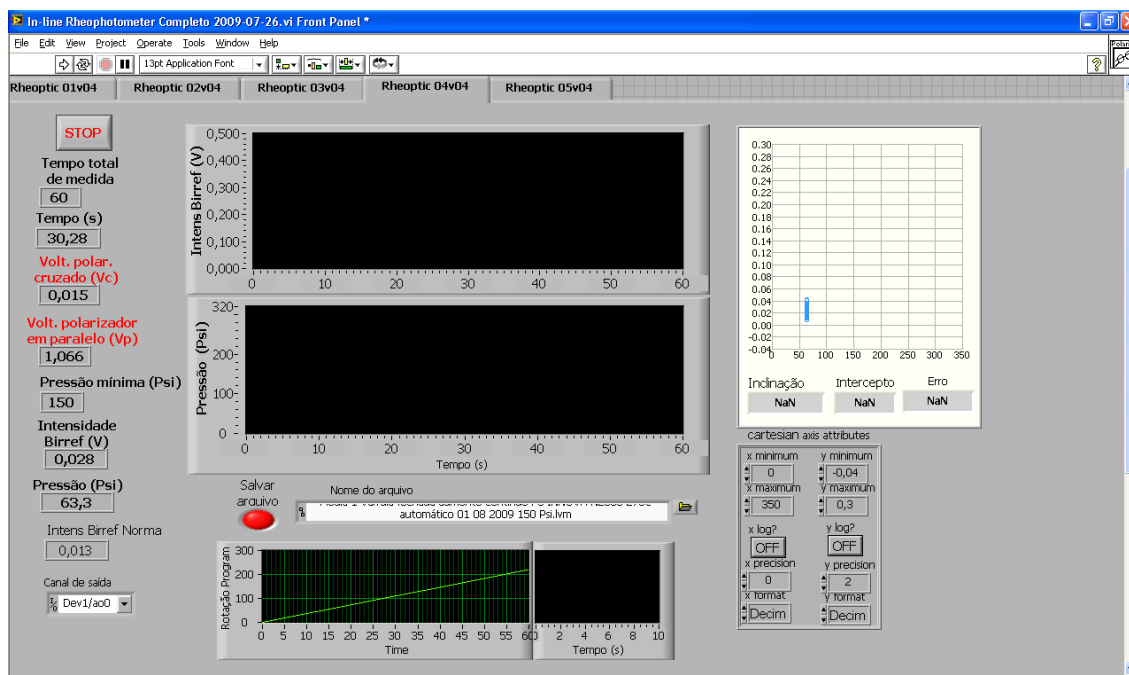 In-line Rheophotometer Completo 2009-07-26.vi Front Panel *
File Edit View Project Operate Tools Window Help
13pt Application Font
Rheoptic 01v04 Rheoptic 02v04 Rheoptic 03v04 Rheoptic 04v04 Rheoptic 05v04
STOP
Tempo total
de medida
60
Tempo (s)
30,28
Volt. polar.
cruzado (Vc)
0,015
Volt. polarizador
em paralelo (Vp)
1,066
Pressão mínima (Psi)
150
Intensidade
Birref (V)
0,028
Pressão (Psi)
63,3
Intens Birref Norma
0,013
Canal de saída
Dev1/ao0
Intens Birref (V)
0,500
0,400
0,300
0,200
0,100
0,000
0 10 20 30 40 50 60
Pressão (Psi)
320
200
100
0
0 10 20 30 40 50 60
Tempo (s)
Salvar
arquivo
Nome do arquivo
automático 01 08 2009 150 Psi.lvm
Rotação Program
300
200
100
0
0 5 10 15 20 25 30 35 40 45 50 55 60
Time
2 4 6 8 10
Tempo (s)
0.30
0.28
0.26
0.24
0.22
0.20
0.18
0.16
0.14
0.12
0.10
0.08
0.06
0.04
0.02
0.00
-0.02
-0.04
0 50 100 150 200 250 300 350
Inclinação Intercepto Erro
NaN NaN NaN
cartesian axis attributes
x minimum y minimum
0 -0,04
x maximum y maximum
350 0,3
x log? y log?
OFF OFF
x precision y precision
0 2
x format y format
Decim Decim